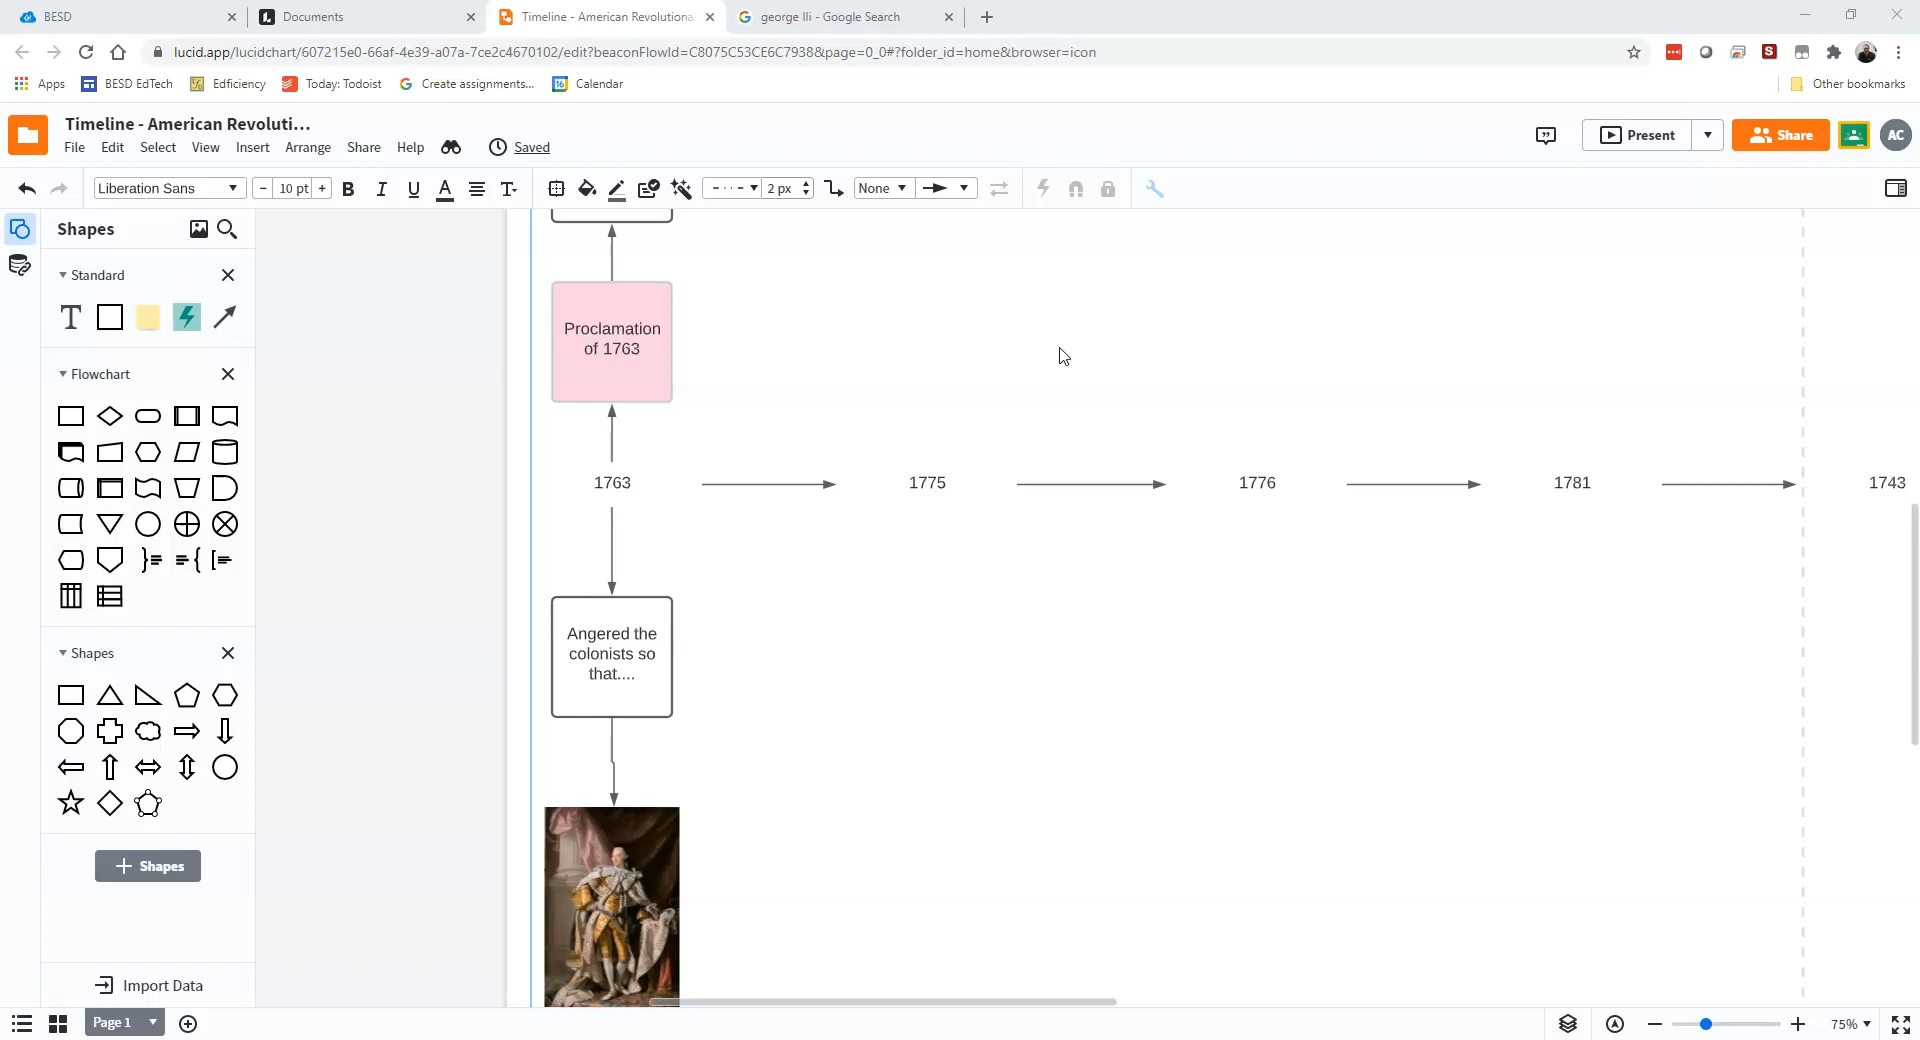 BESD
Documents
Timeline - American Revolutiona
george IIi - Google Search
lucid.app/lucidchart/607215e0-66af-4e39-a07a-7ce2c4670102/edit?beaconFlowId=C8075C53CE6C7938&page=0_0#?folder_id=home&browser=icon
Apps
BESD EdTech
Edficiency
Today: Todoist
Create assignments...
16
Calendar
Other bookmarks
Timeline - American Revoluti...
File
Edit
Select
View
Insert
Arrange
Share
Help
Saved
Present
Share
AC
Liberation Sans
10 pt
B
I
U
A
T
2 px
None
Shapes
Standard
T
Flowchart
Shapes
+ Shapes
Import Data
Proclamation
of 1763
1763
1775
1776
1781
1743
Angered the
colonists so
that....
Page 1
75%